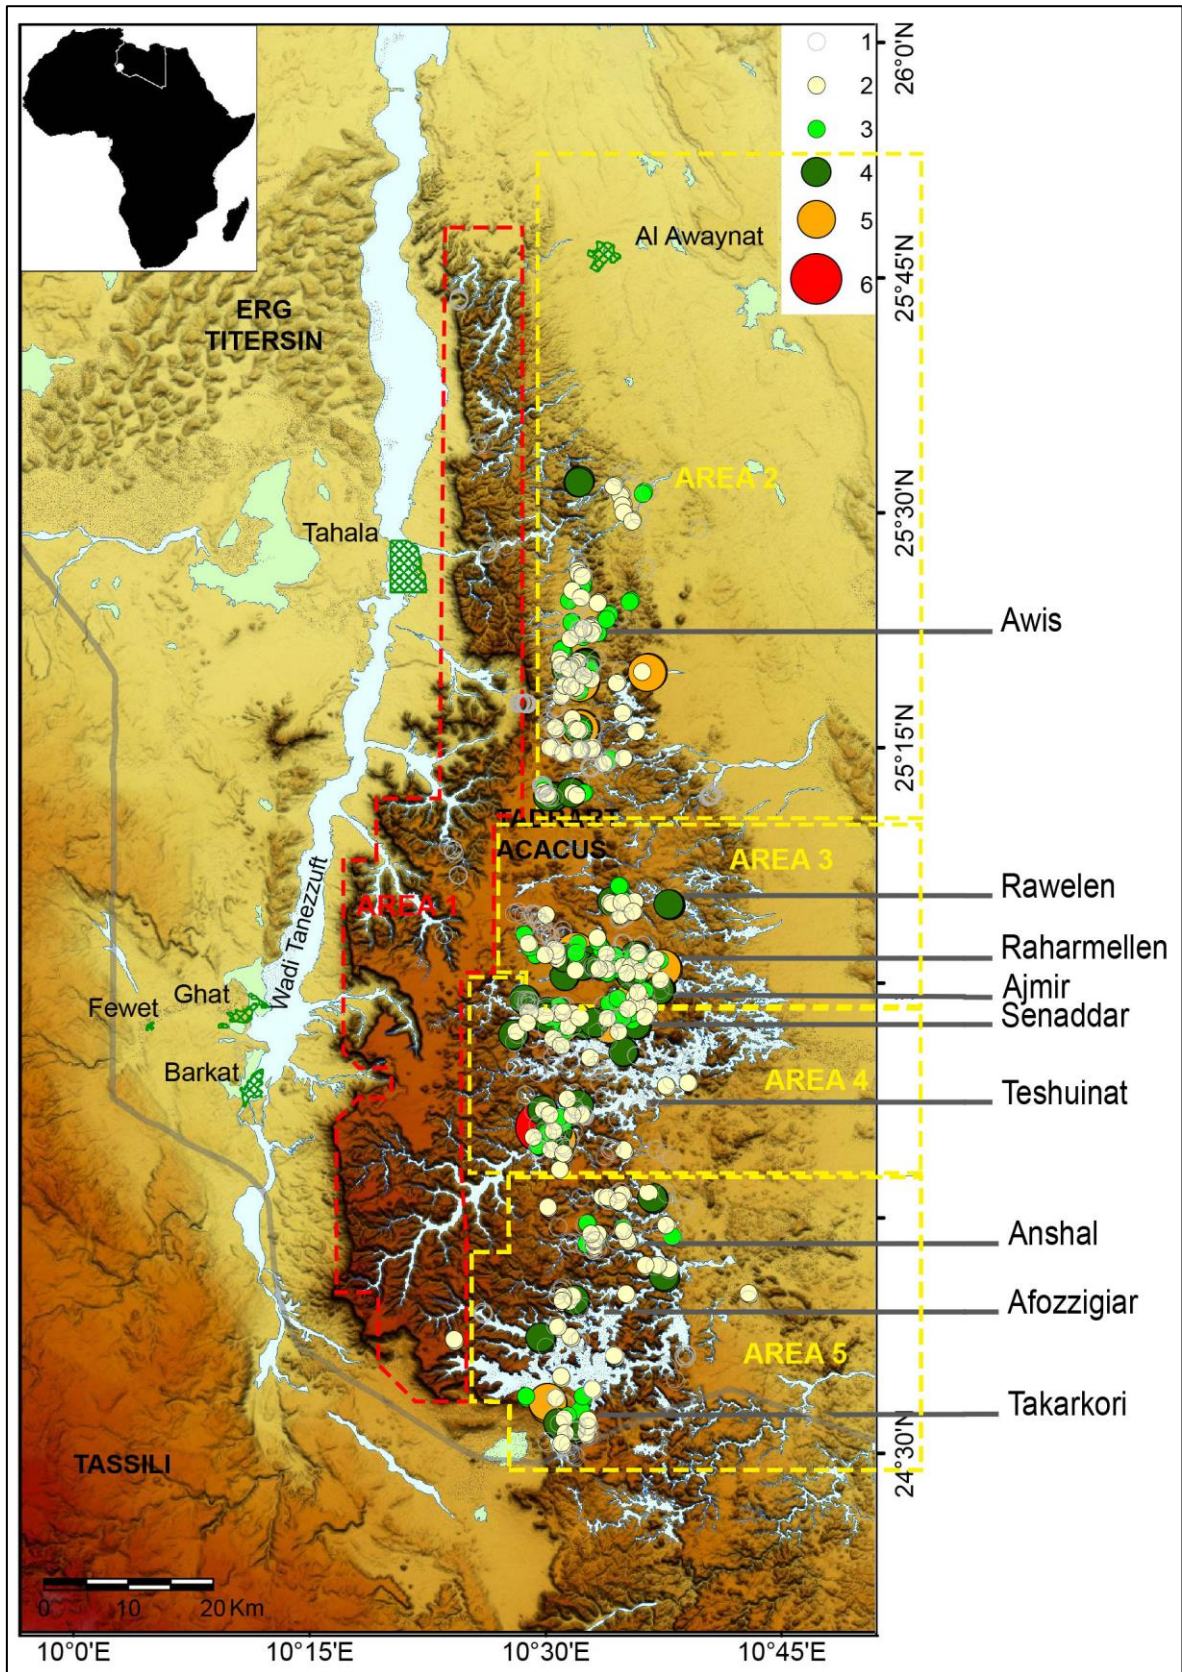 1
2
3
4
5
6
26°0'N
25°45'N
25°30'N
25°15'N
24°30'N
Al Awaynat
ERG
TITERSIN
AREA 2
Tahala
Awis
TADRART
ACACUS
AREA 3
Rawelen
AREA 1
Wadi Tanezzuft
Raharmellen
Ghat
Ajmir
Fewet
Senaddar
Barkat
AREA 4
Teshuinat
Anshal
Afozzigiar
AREA 5
Takarkori
TASSILI
0 10 20 Km
10°0'E 10°15'E 10°30'E 10°45'E